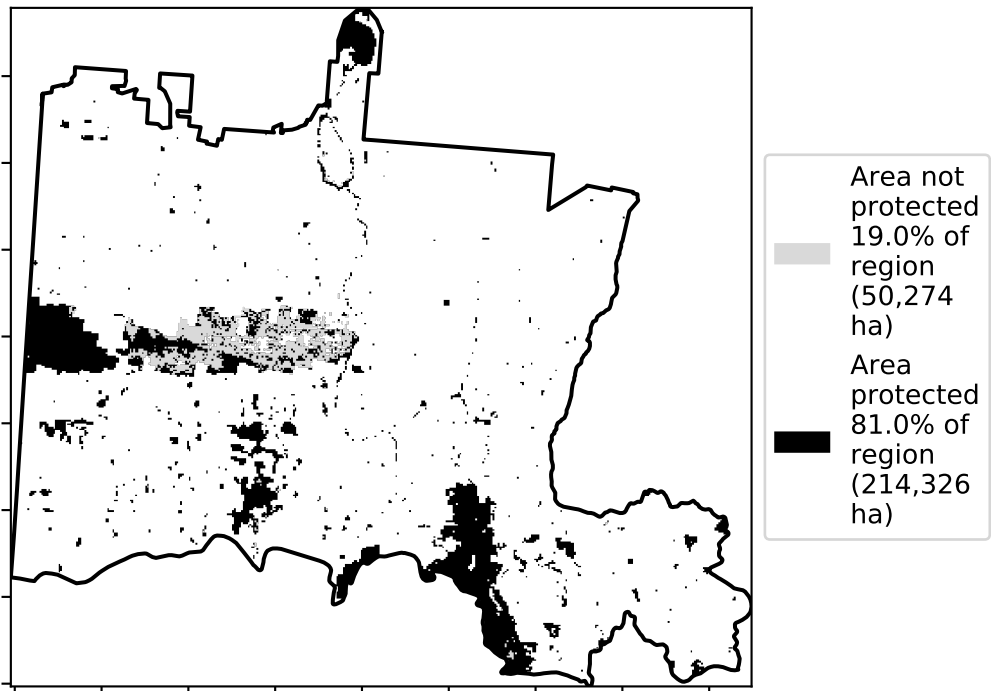 Area not
protected
19.0% of
region
(50,274
ha)
Area
protected
81.0% of
region
(214,326
ha)